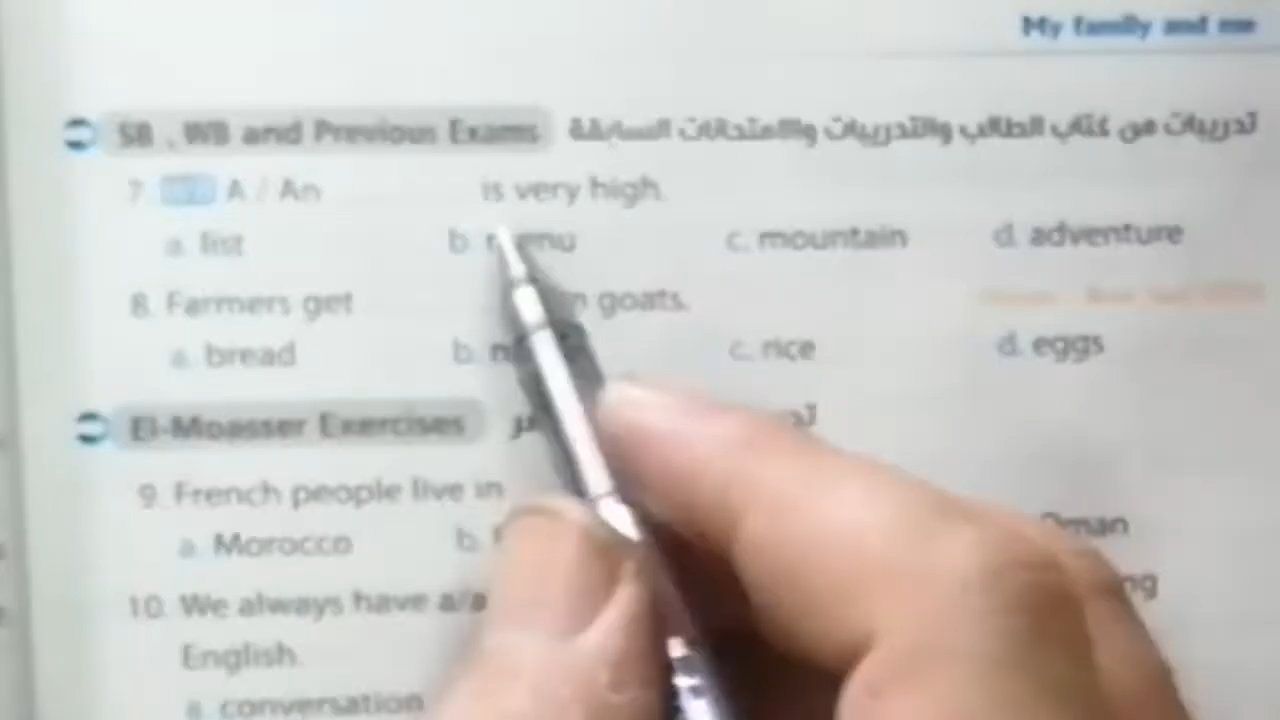 My family and me
SB , WB and Previous Exams تدريبات من كتاب الطالب والتدريبات والامتحانات السابقة
7. A / An is very high.
a. list b. menu c. mountain d. adventure
8. Farmers get goats.
a. bread b. c. rice d. eggs
El-Moasser Exercises
9. French people live in
a. Morocco b. Oman
10. We always have a/a
English.
a. conversation